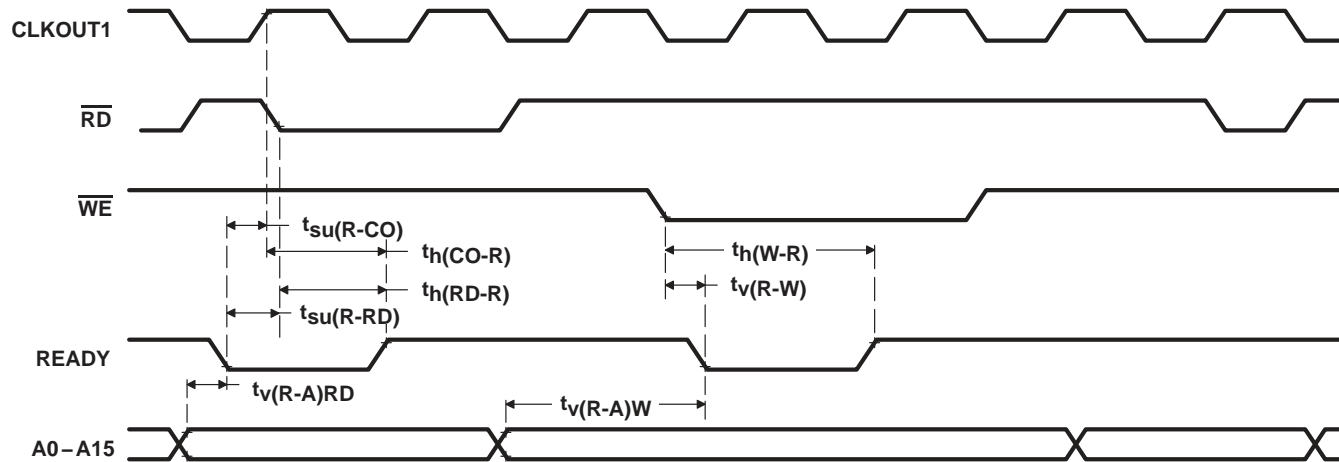 CLKOUT1
RD
WE
tsu(R-CO)
th(CO-R)
th(W-R)
th(RD-R)
tv(R-W)
tsu(R-RD)
READY
tv(R-A)RD
tv(R-A)W
A0–A15